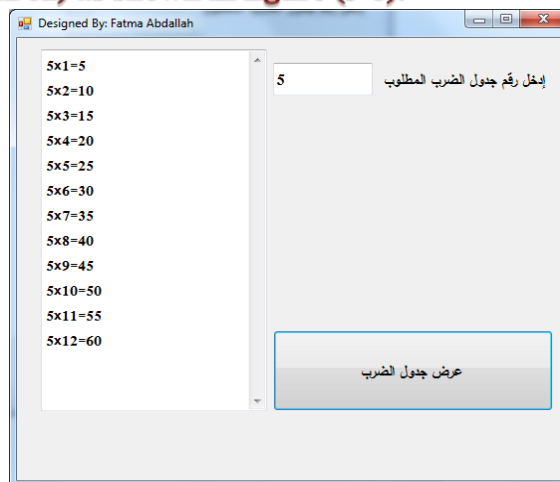 Designed By: Fatma Abdallah
5x1=5
5x2=10
5x3=15
5x4=20
5x5=25
5x6=30
5x7=35
5x8=40
5x9=45
5x10=50
5x11=55
5x12=60
إدخل رقم جدول الضرب المطلوب
5
عرض جدول الضرب